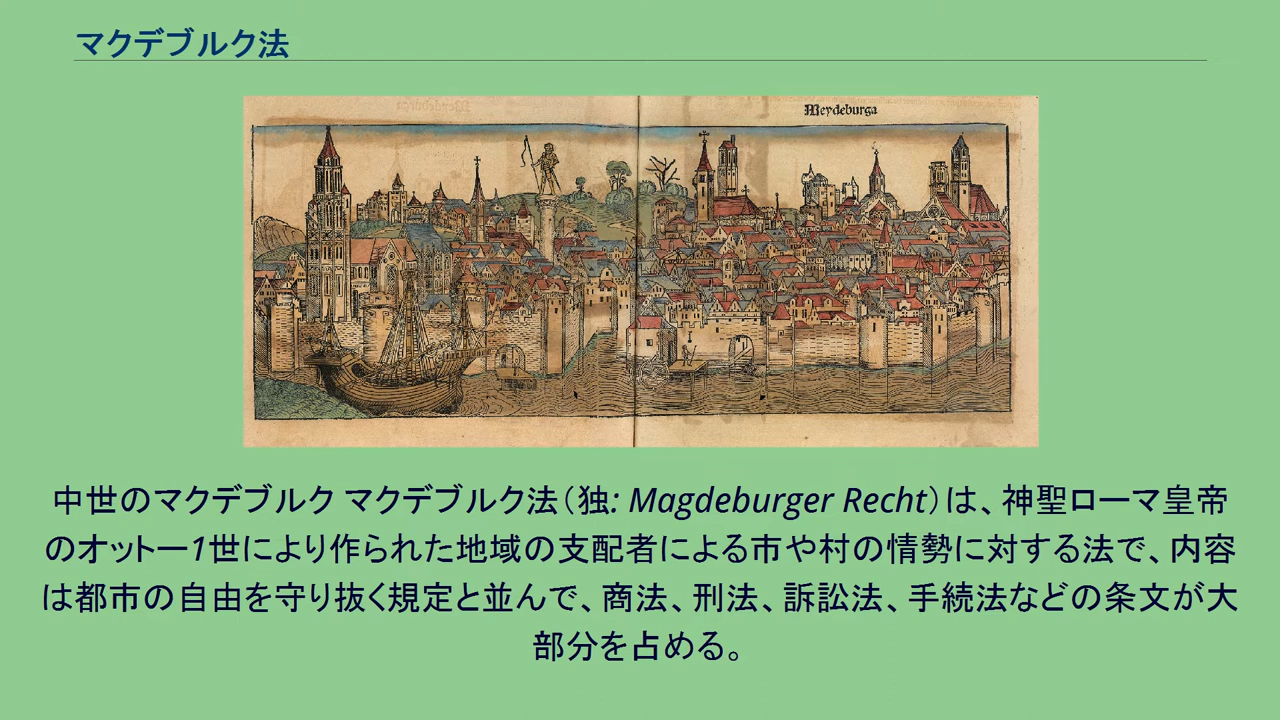 マクデブルク法
Meydeburga
中世のマクデブルク マクデブルク法（独: Magdeburger Recht）は、神聖ローマ皇帝
のオットー1世により作られた地域の支配者による市や村の情勢に対する法で、内容
は都市の自由を守り抜く規定と並んで、商法、刑法、訴訟法、手続法などの条文が大
部分を占める。